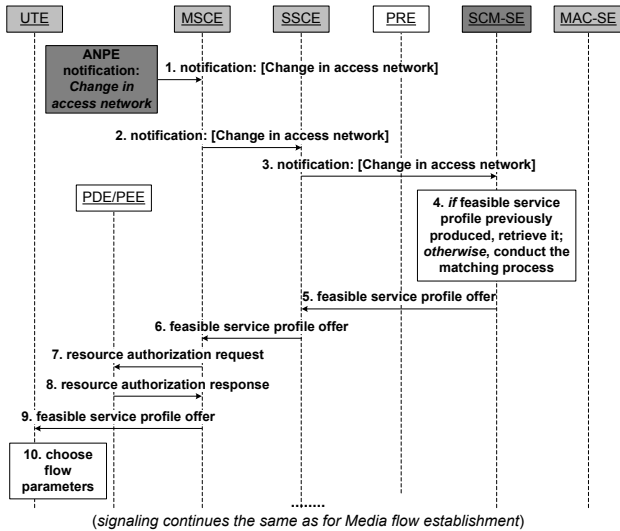 UTE MSCE SSCE PRE SCM-SE MAC-SE
ANPE
notification:
Change in
access network
1. notification: [Change in access network]
2. notification: [Change in access network]
3. notification: [Change in access network]
PDE/PEE
4. if feasible service
profile previously
produced, retrieve it;
otherwise, conduct the
matching process
5. feasible service profile offer
6. feasible service profile offer
7. resource authorization request
8. resource authorization response
9. feasible service profile offer
10. choose
flow
parameters
........
(signaling continues the same as for Media flow establishment)